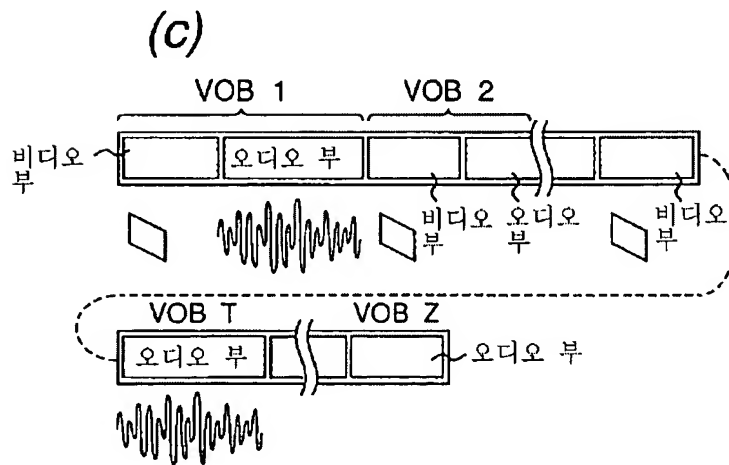 (c)
VOB 1 VOB 2
비디오
부
오디오 부
비디오
부
오디오
부
비디오
부
VOB T VOB Z
오디오 부
오디오 부